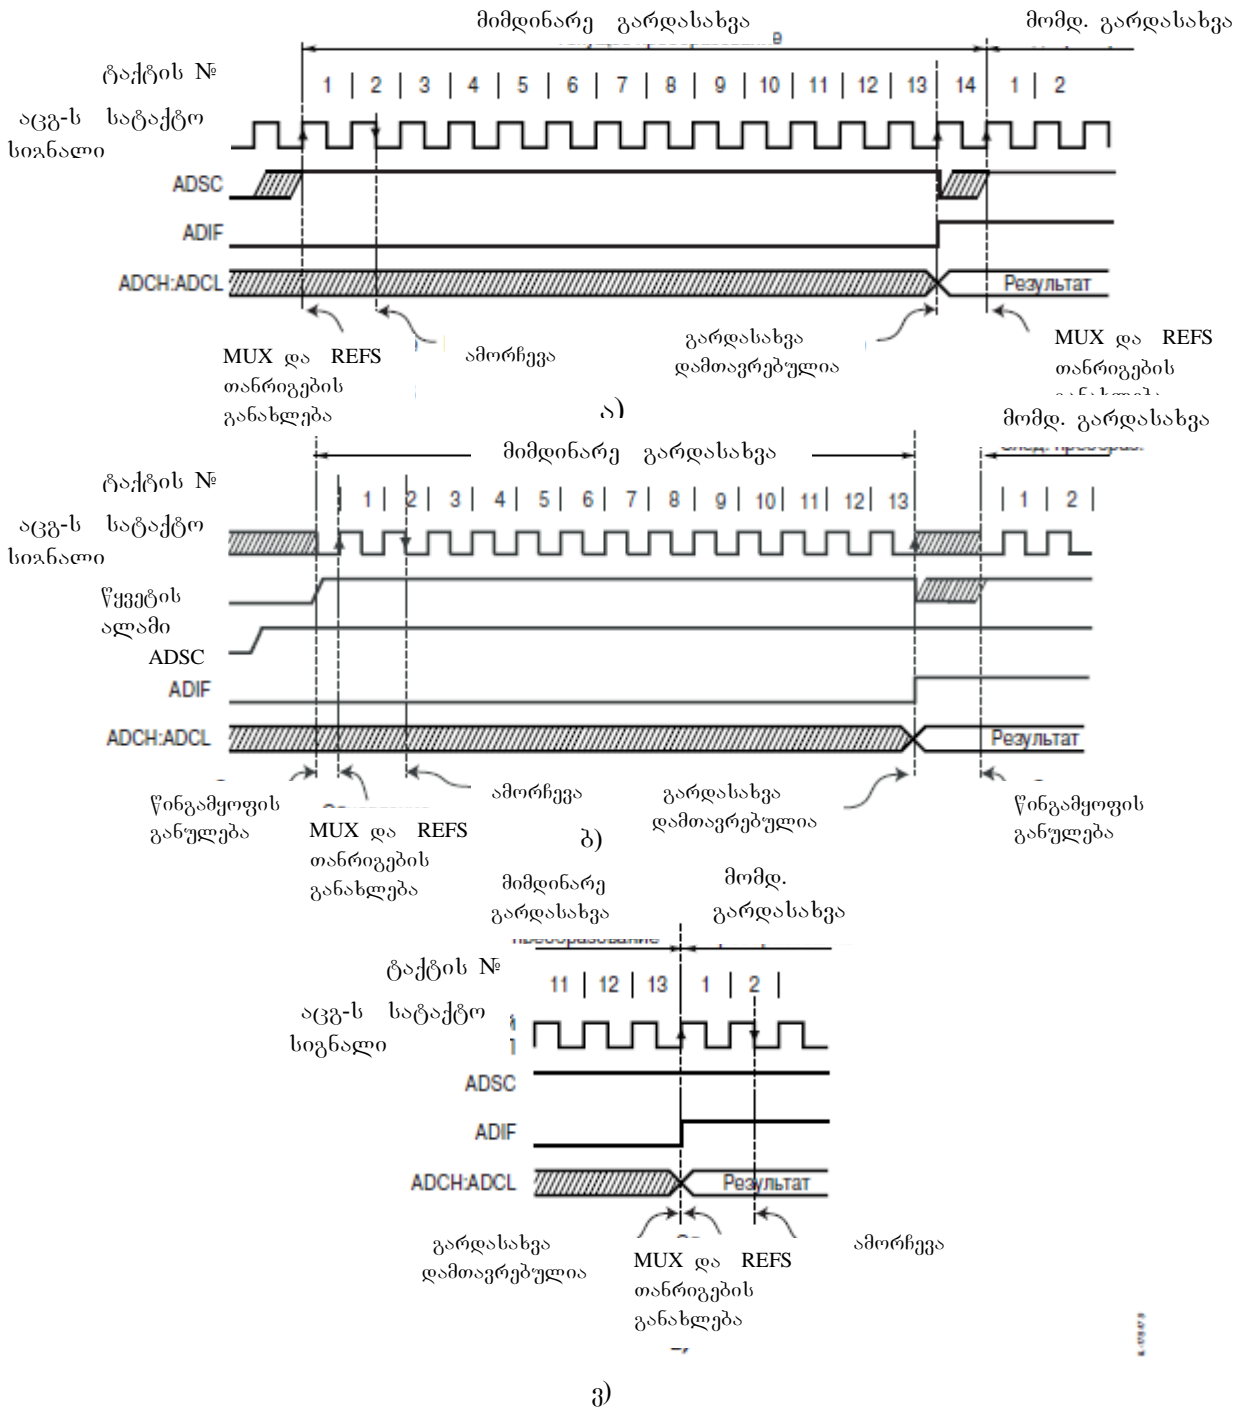 მიმდინარე გარდასახვა
მომდ. გარდასახვა
ტაქტის №
1 2 3 4 5 6 7 8 9 10 11 12 13 14 1 2
აცგ-ს სატაქტო
სიგნალი
ADSC
ADIF
ADCH:ADCL
Результат
MUX და REFS
თანრიგების
განახლება
ამორჩევა
გარდასახვა
დამთავრებულია
MUX და REFS
თანრიგების
განახლება
ა)
მომდ. გარდასახვა
მიმდინარე გარდასახვა
След. преобраз.
ტაქტის №
1 2 3 4 5 6 7 8 9 10 11 12 13 1 2
აცგ-ს სატაქტო
სიგნალი
წყვეტის
ალამი
ADSC
ADIF
ADCH:ADCL
Результат
წინგამყოფის
განულება
MUX და REFS
თანრიგების
განახლება
ამორჩევა
გარდასახვა
დამთავრებულია
წინგამყოფის
განულება
ბ)
მიმდინარე
გარდასახვა
მომდ.
გარდასახვა
преобразование
ტაქტის №
11 12 13 1 2
აცგ-ს სატაქტო
სიგნალი
ADSC
ADIF
ADCH:ADCL
Результат
გარდასახვა
დამთავრებულია
MUX და REFS
თანრიგების
განახლება
ამორჩევა
ვ)